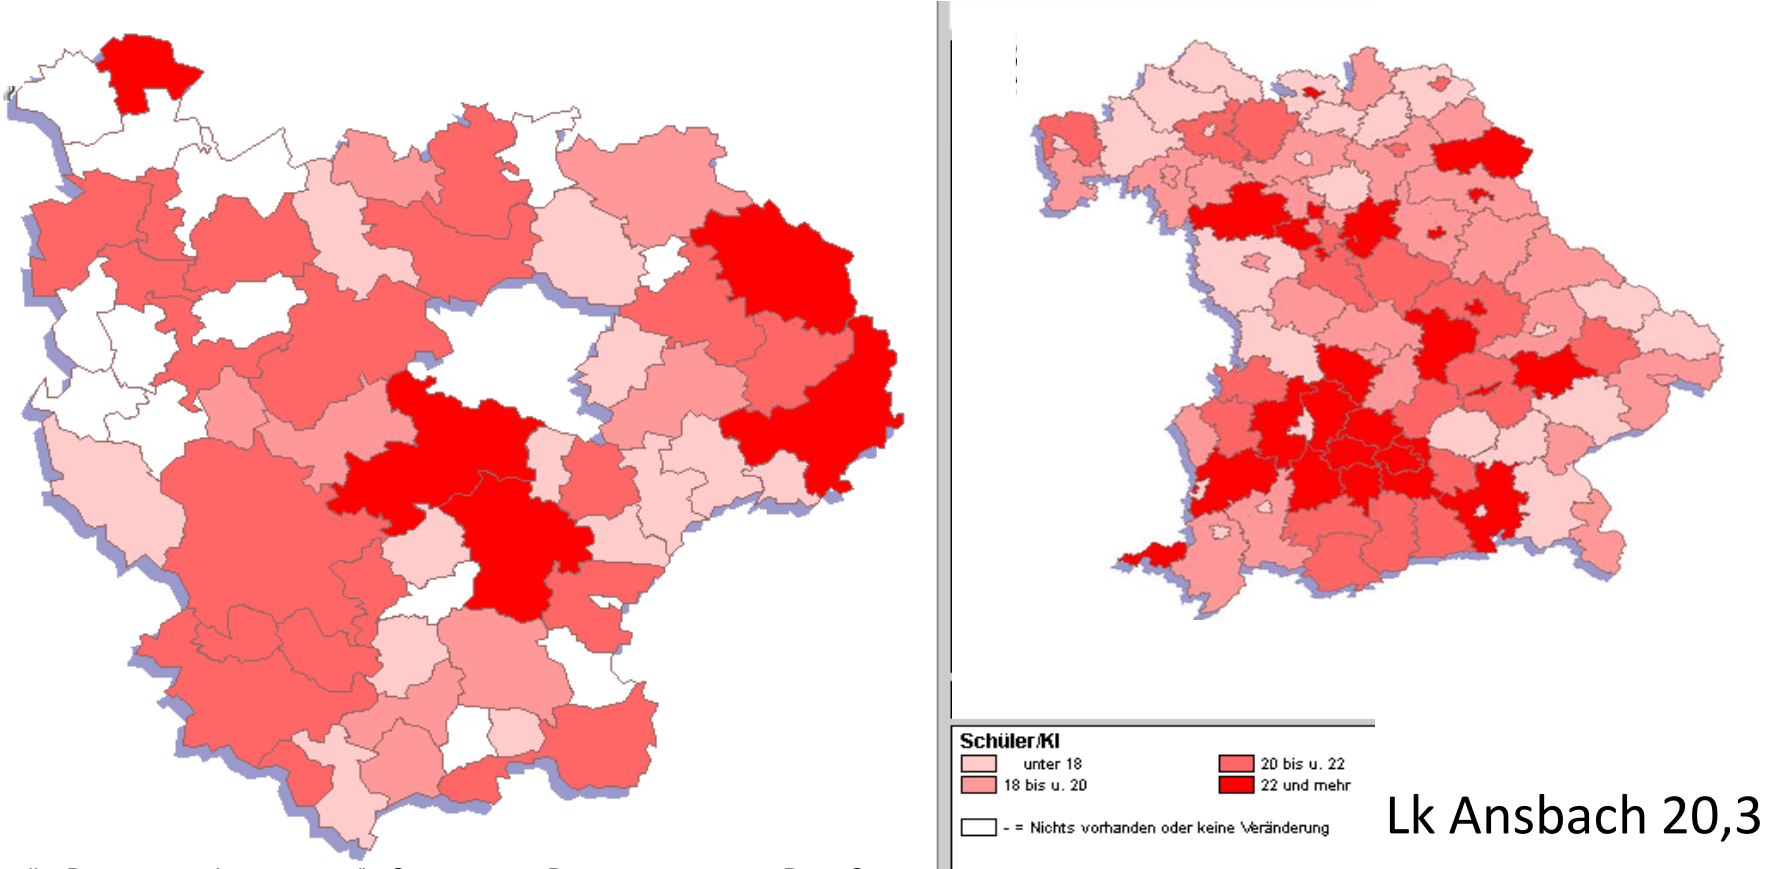 Schüler/Kl
unter 18
20 bis u. 22
18 bis u. 20
22 und mehr
- = Nichts vorhanden oder keine Veränderung
Lk Ansbach 20,3